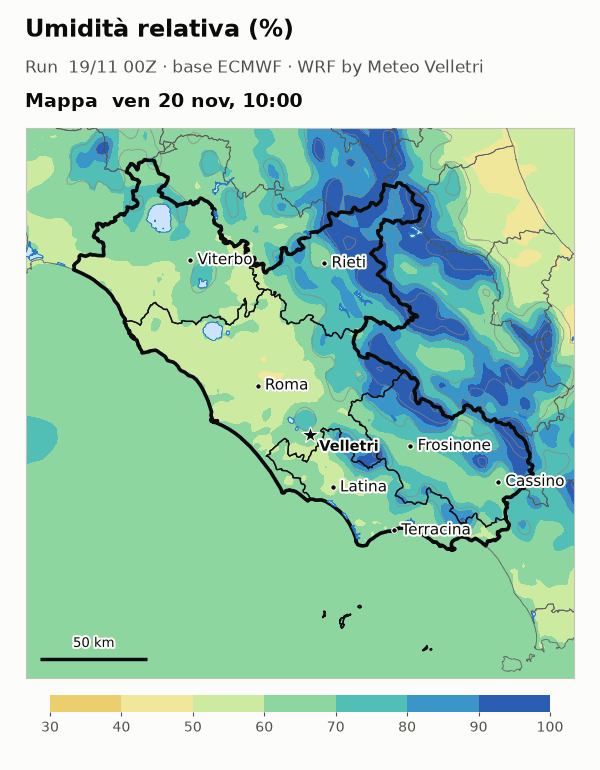 Umidità relativa (%)
Run  19/11 00Z · base ECMWF · WRF by Meteo Velletri
Mappa  ven 20 nov, 10:00
Viterbo
Rieti
Roma
Velletri
Frosinone
Cassino
Latina
Terracina
50 km
30 40 50 60 70 80 90 100